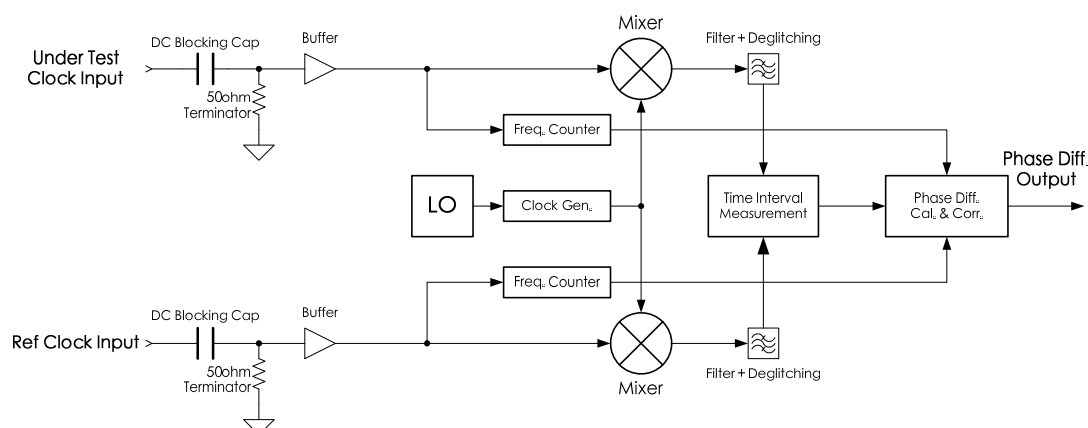 Mixer
DC Blocking Cap
Buffer
Filter + Deglitching
Under Test
Clock Input
50ohm
Terminator
Freq. Counter
Phase Diff.
Output
LO
Clock Gen.
Time Interval
Measurement
Phase Diff.
Cal. & Corr.
Freq. Counter
DC Blocking Cap
Buffer
Ref Clock Input
50ohm
Terminator
Mixer
Filter + Deglitching